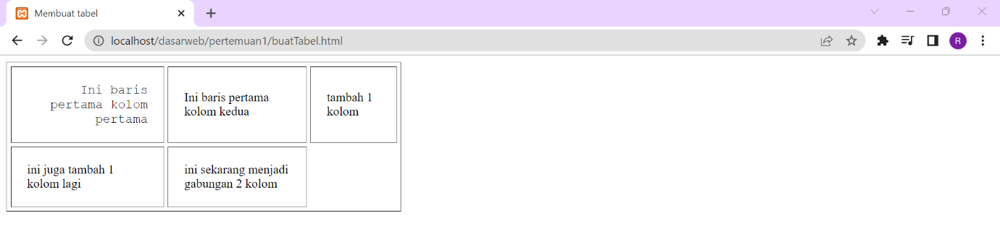 Membuat tabel
localhost/dasarweb/pertemuan1/buatTabel.html
R
Ini baris
pertama kolom
pertama
Ini baris pertama
kolom kedua
tambah 1
kolom
ini juga tambah 1
kolom lagi
ini sekarang menjadi
gabungan 2 kolom